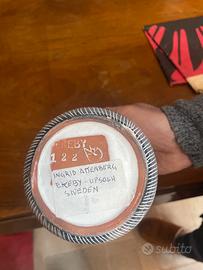 EKEBY
122
INGRID ATTERBERG
EKEBY - UPSALA
SWEDEN
subito